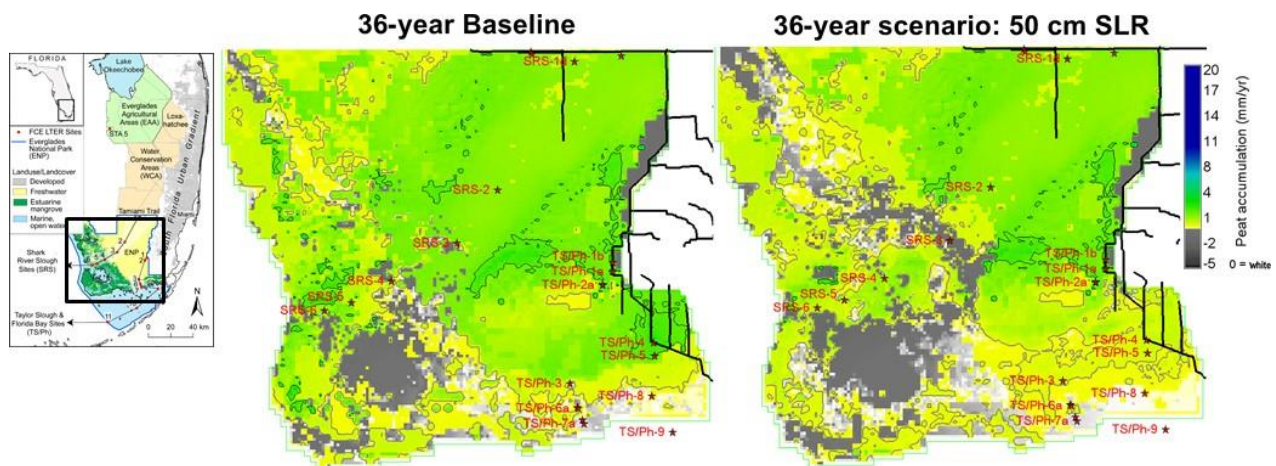 36-year Baseline
36-year scenario: 50 cm SLR
FLORIDA
Lake
Okeechobee
Everglades
Agricultural
Areas (EAA)
STA 5
Loxa-
hatchee
Water
Conservation
Areas
(WCA)
Tamiami Trail
Miami
South Florida Urban Gradient
ENP
FCE LTER Sites
Everglades
National Park
(ENP)
Landuse/Landcover
Developed
Freshwater
Estuarine
mangrove
Marine,
open water
Shark
River Slough
Sites (SRS)
Taylor Slough &
Florida Bay Sites
(TS/Ph)
N
0 20 40 km
SRS-1d
SRS-2
SRS-3
SRS-4
SRS-5
SRS-6
TS/Ph-1b
TS/Ph-1a
TS/Ph-2a
TS/Ph-4
TS/Ph-5
TS/Ph-3
TS/Ph-8
TS/Ph-6a
TS/Ph-7a
TS/Ph-9
SRS-1d
SRS-2
SRS-4
SRS-5
SRS-6
TS/Ph-1b
TS/Ph-1a
TS/Ph-2a
TS/Ph-4
TS/Ph-5
TS/Ph-3
TS/Ph-8
TS/Ph-6a
TS/Ph-7a
TS/Ph-9
20
17
14
11
8
4
1
-2
-5
0 = white
Peat accumulation (mm/yr)